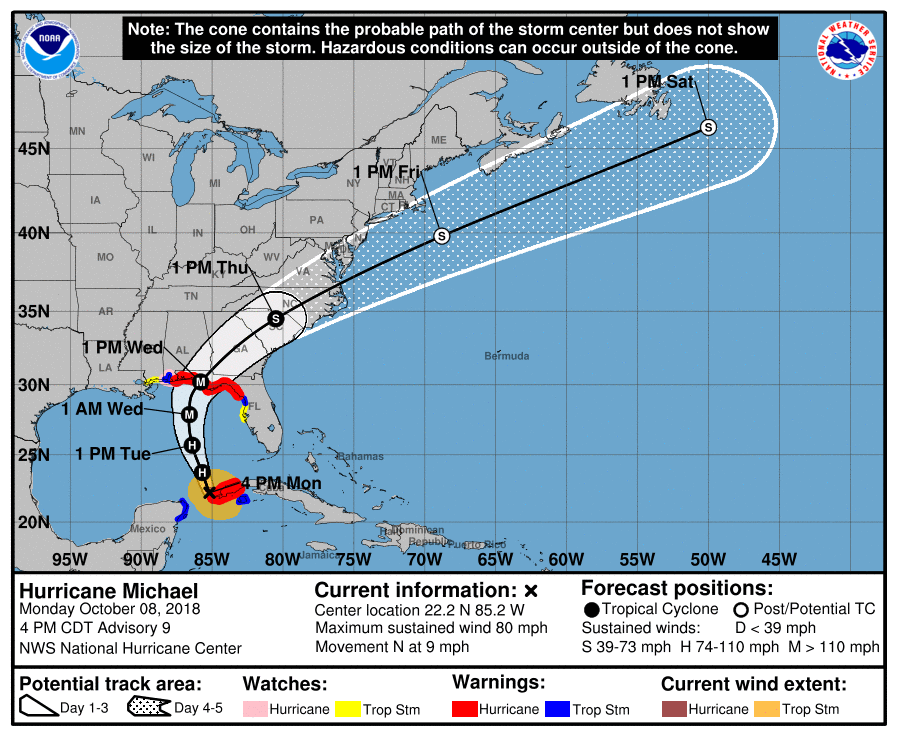 Note: The cone contains the probable path of the storm center but does not show
the size of the storm. Hazardous conditions can occur outside of the cone.
NOAA
NATIONAL WEATHER SERVICE
1 PM Sat
S
MN
ME
45N
WI
VT
1 PM Fri
NH
MI
NY
MA
CT
RI
IA
PA
40N
IL
IN
OH
S
NJ
MO
WV
1 PM Thu
KY
VA
TN
NC
35N
AR
S
SC
1 PM Wed
AL
GA
Bermuda
LA
30N
M
1 AM Wed
M
FL
1 PM Tue
H
25N
Bahamas
H
4 PM Mon
Cuba
20N
Mexico
Haiti
Dominican
Republic
Puerto Rico
Jamaica
95W 90W 85W 80W 75W 70W 65W 60W 55W 50W 45W
Hurricane Michael
Monday October 08, 2018
4 PM CDT Advisory 9
NWS National Hurricane Center
Current information: ×
Center location 22.2 N 85.2 W
Maximum sustained wind 80 mph
Movement N at 9 mph
Forecast positions:
Tropical Cyclone Post/Potential TC
Sustained winds: D < 39 mph
S 39-73 mph H 74-110 mph M > 110 mph
Potential track area:
Day 1-3 Day 4-5
Watches:
Hurricane Trop Stm
Warnings:
Hurricane Trop Stm
Current wind extent:
Hurricane Trop Stm